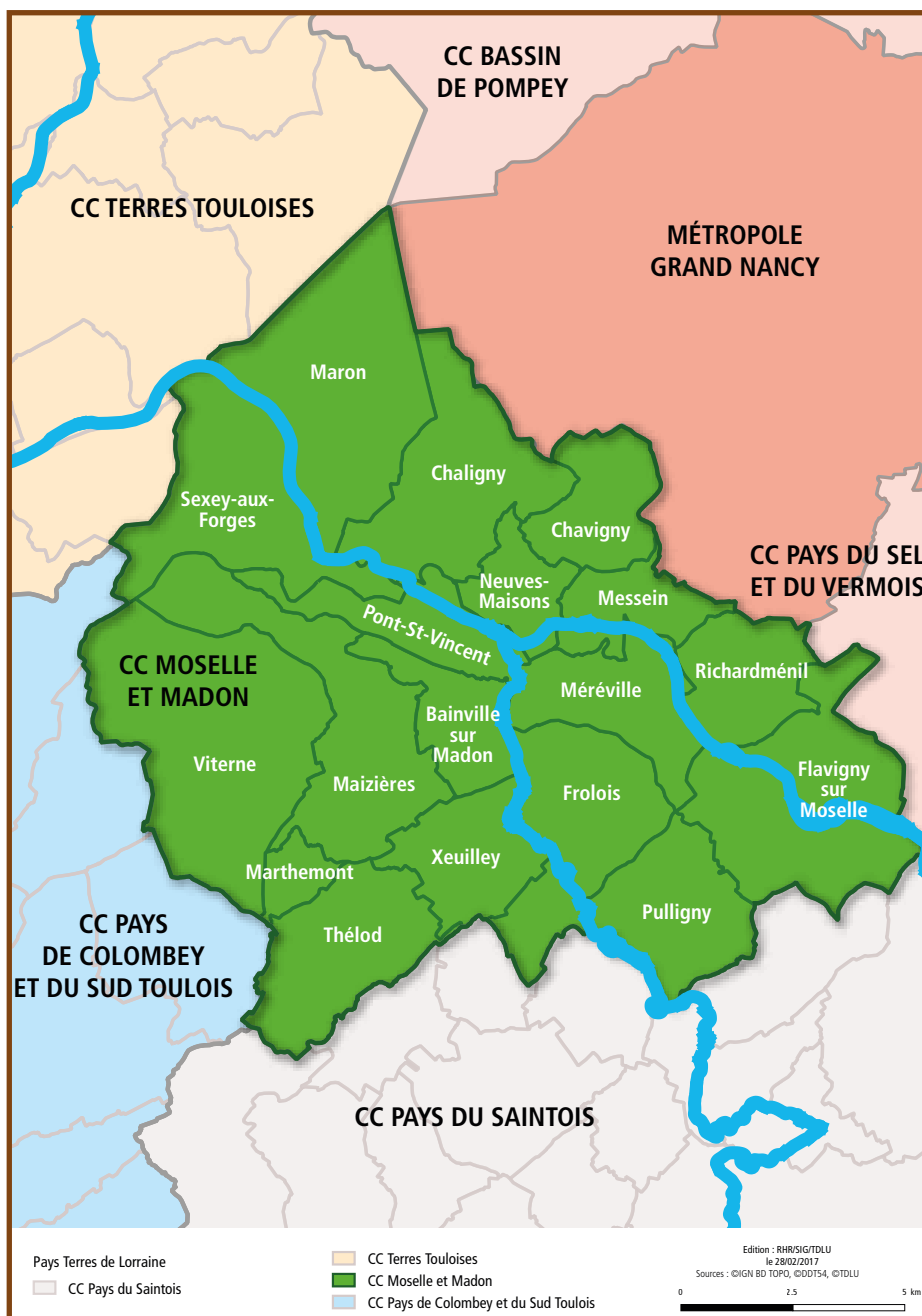 CC BASSIN
DE POMPEY
CC TERRES TOULOISES
MÉTROPOLE
GRAND NANCY
Maron
Chaligny
Sexey-aux-
Forges
Chavigny
CC PAYS DU SEL
ET DU VERMOIS
Neuves-
Maisons
Messein
Pont-St-Vincent
CC MOSELLE
ET MADON
Richardménil
Méréville
Bainville
sur
Madon
Viterne
Maizières
Frolois
Flavigny
sur
Moselle
Marthemont
Xeuilley
Thélod
Pulligny
CC PAYS
DE COLOMBEY
ET DU SUD TOULOIS
CC PAYS DU SAINTOIS
Pays Terres de Lorraine
CC Pays du Saintois
CC Terres Touloises
CC Moselle et Madon
CC Pays de Colombey et du Sud Toulois
Edition : RHR/SIG/TDLU
le 28/02/2017
Sources : ©IGN BD TOPO, ©DDT54, ©TDLU
0 2.5 5 km